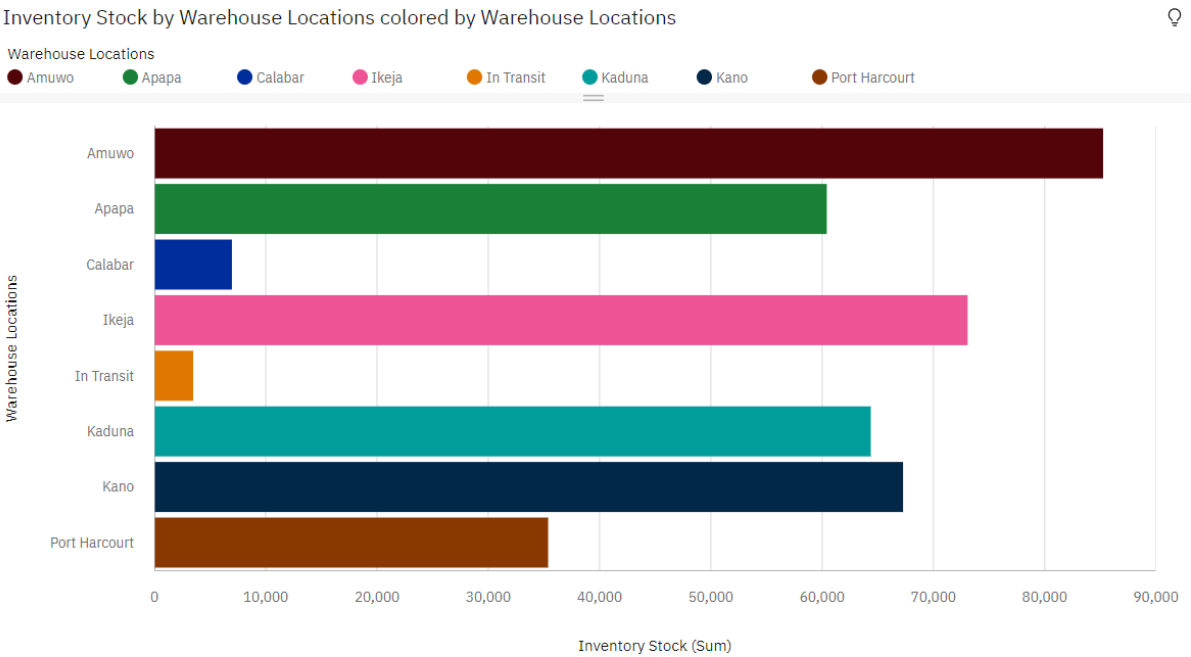 Inventory Stock by Warehouse Locations colored by Warehouse Locations
Warehouse Locations
Amuwo Apapa Calabar Ikeja In Transit Kaduna Kano Port Harcourt
Amuwo
Apapa
Calabar
Ikeja
In Transit
Kaduna
Kano
Port Harcourt
Warehouse Locations
0 10,000 20,000 30,000 40,000 50,000 60,000 70,000 80,000 90,000
Inventory Stock (Sum)